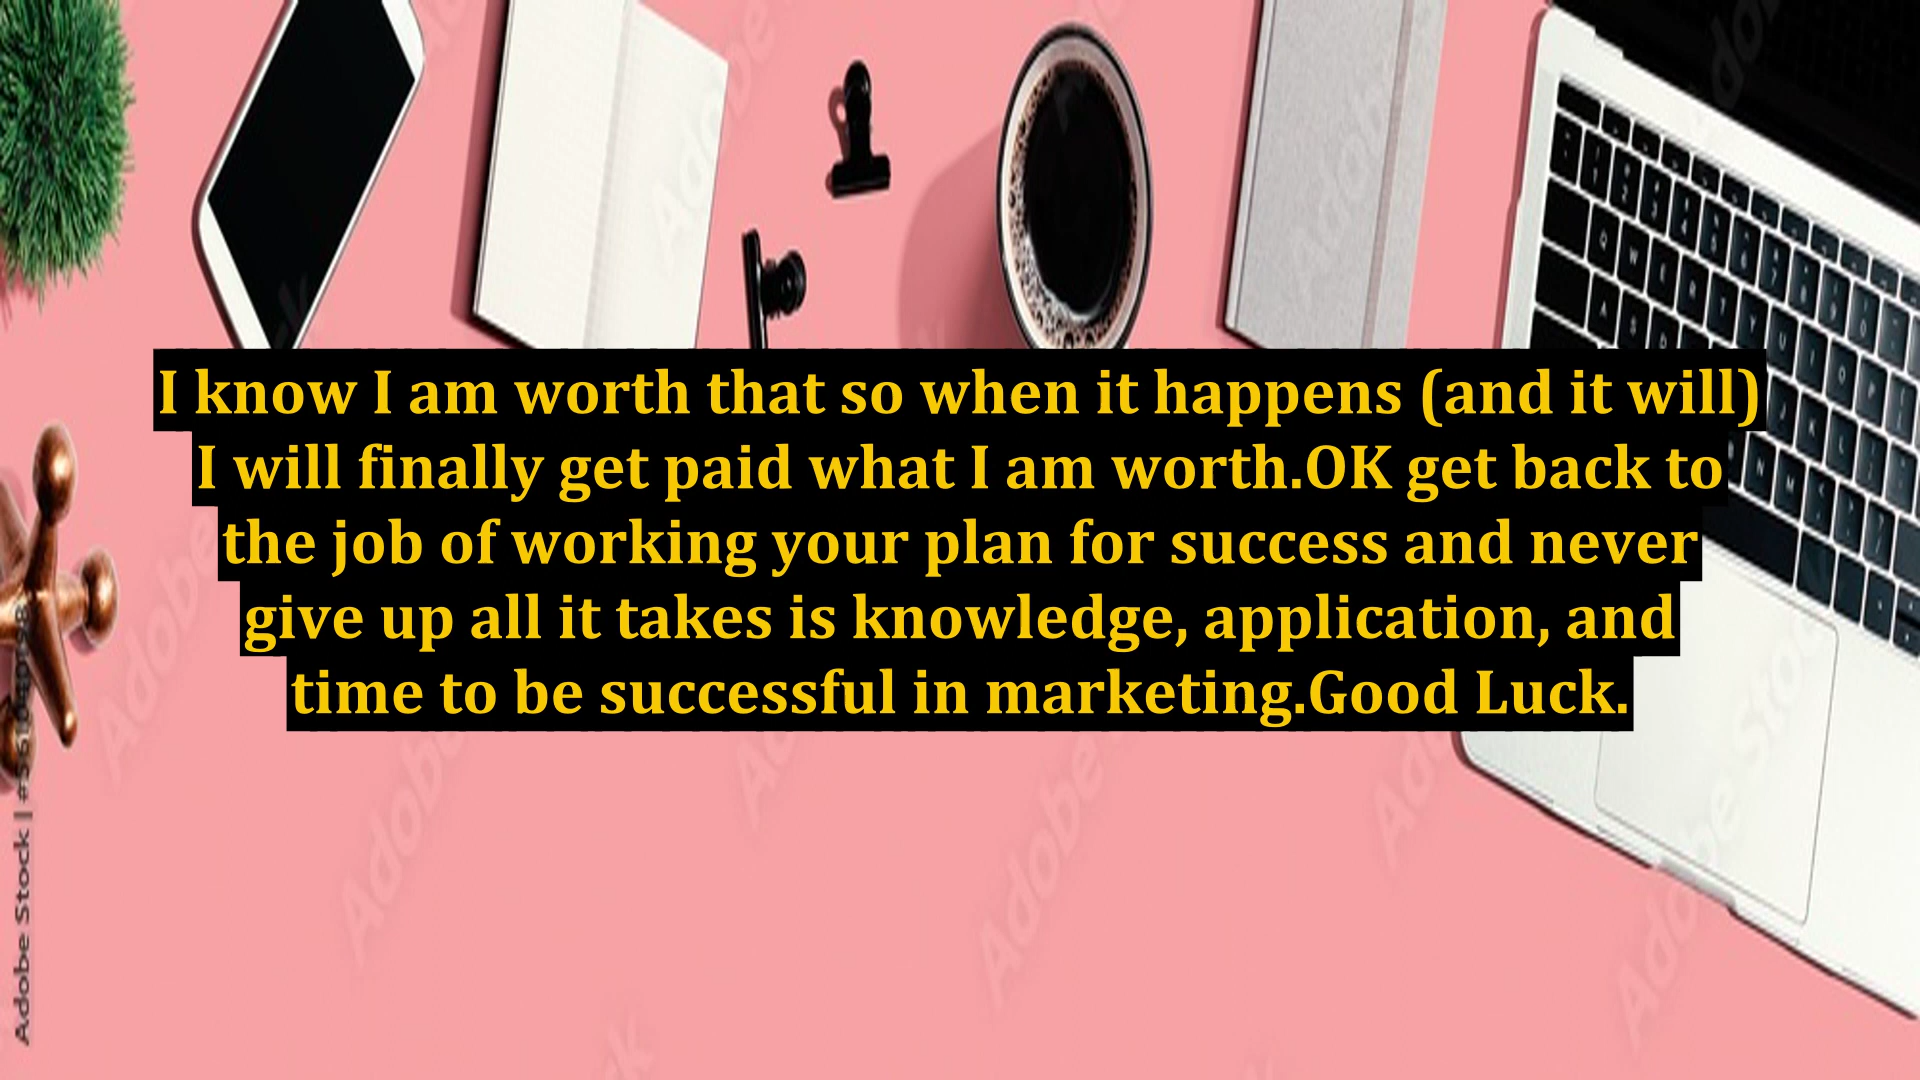 I know I am worth that so when it happens (and it will)
I will finally get paid what I am worth.OK get back to
the job of working your plan for success and never
give up all it takes is knowledge, application, and
time to be successful in marketing.Good Luck.
Adobe Stock